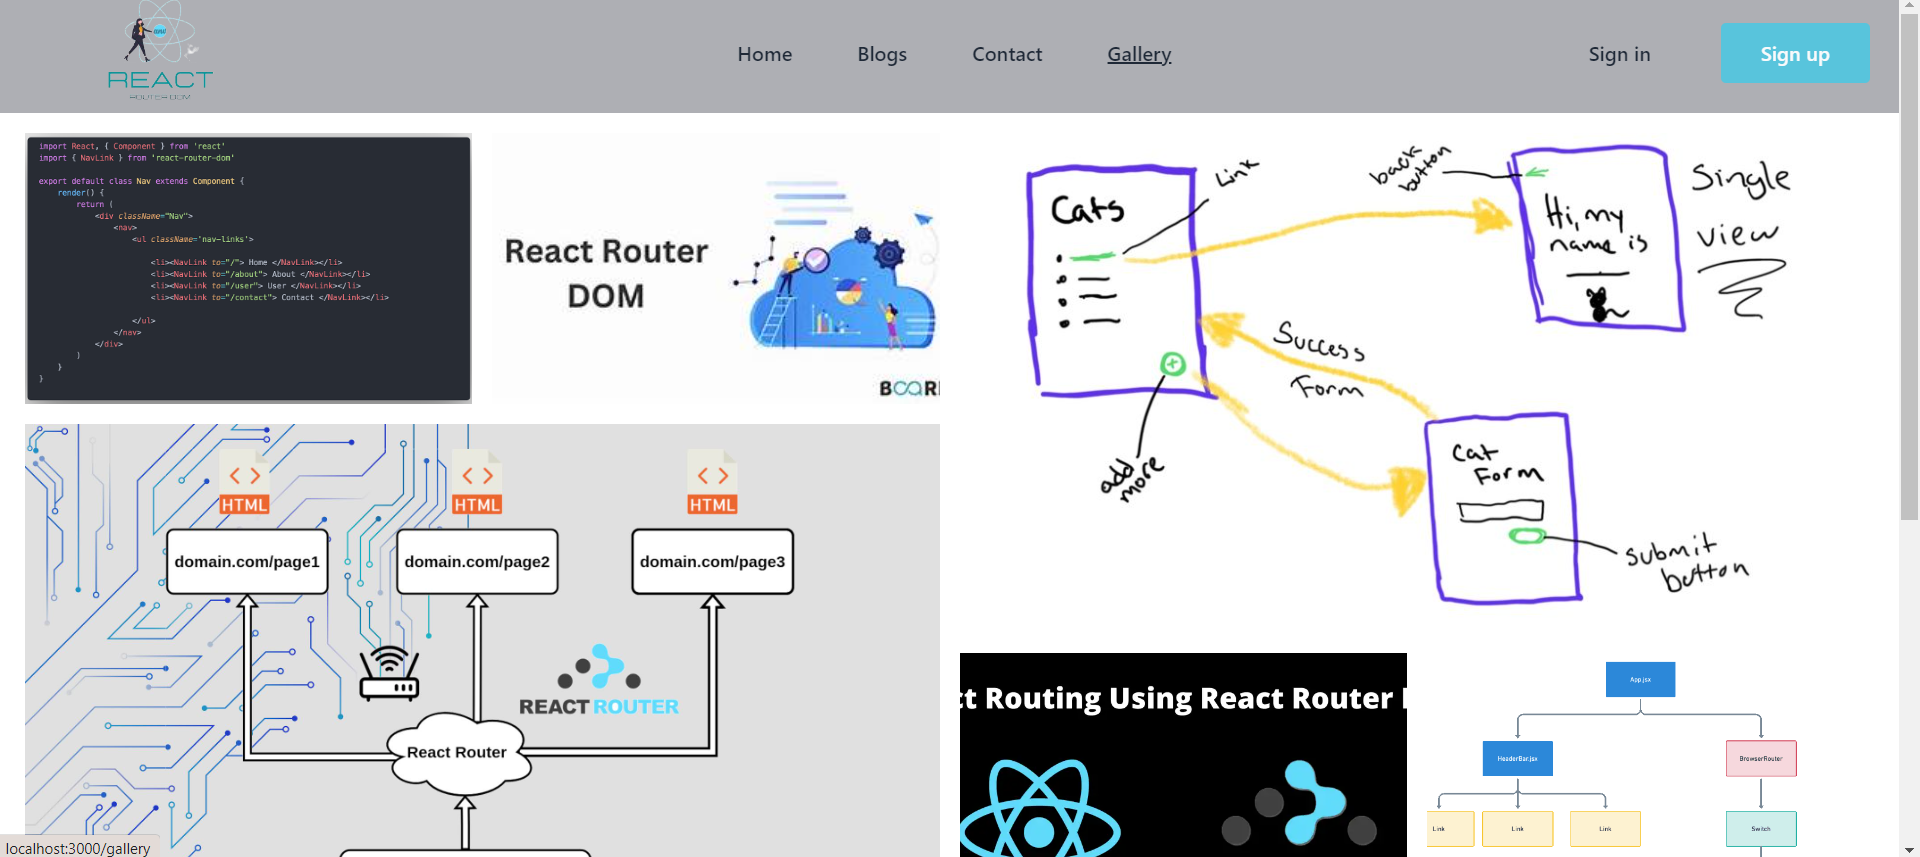 REACT
ROUTER DOM
Home
Blogs
Contact
Gallery
Sign in
Sign up
import React, { Component } from 'react'
import { NavLink } from 'react-router-dom'
export default class Nav extends Component {
render() {
return (
<div className="Nav">
<nav>
<ul className='nav-links'>
<li><NavLink to="/"> Home </NavLink></li>
<li><NavLink to="/about"> About </NavLink></li>
<li><NavLink to="/user"> User </NavLink></li>
<li><NavLink to="/contact"> Contact </NavLink></li>
</ul>
</nav>
</div>
)
}
}
React Router
DOM
Cats
Link
back
button
Hi, my
name is
Single
view
Success
Form
add
more
Cat
Form
submit
button
HTML
HTML
HTML
domain.com/page1
domain.com/page2
domain.com/page3
REACT ROUTER
React Router
ct Routing Using React Router
App.jsx
HeaderBar.jsx
BrowserRouter
Link
Link
Link
Switch
localhost:3000/gallery